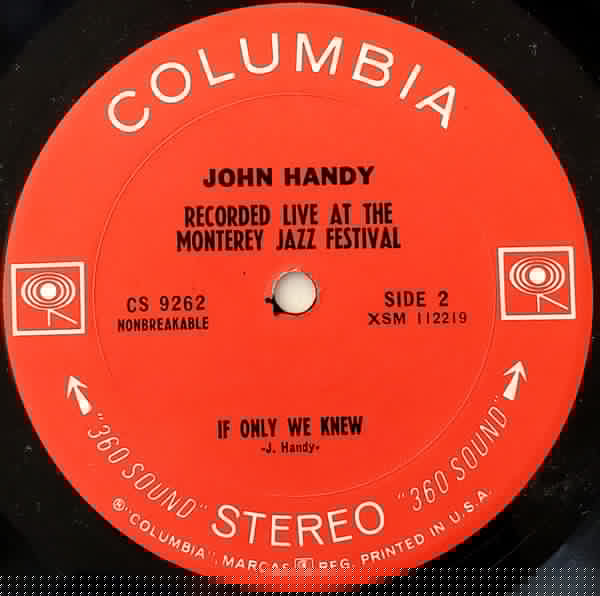 COLUMBIA
JOHN HANDY
RECORDED LIVE AT THE
MONTEREY JAZZ FESTIVAL
CS 9262
NONBREAKABLE
SIDE 2
XSM 112219
IF ONLY WE KNEW
-J. Handy-
"360 SOUND" STEREO "360 SOUND"
® "COLUMBIA", MARCAS REG. PRINTED IN U.S.A.